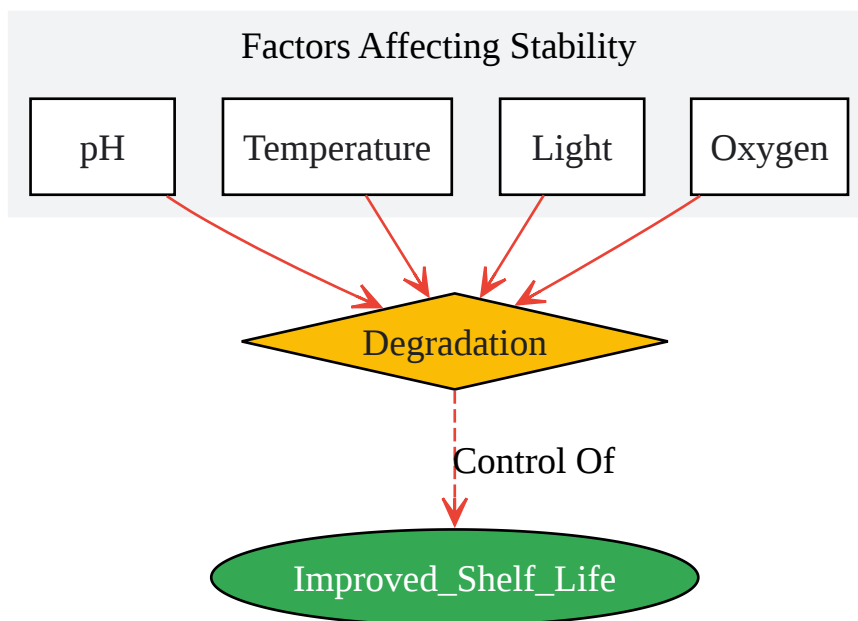 Factors Affecting Stability
pH
Temperature
Light
Oxygen
Degradation
Control Of
Improved_Shelf_Life